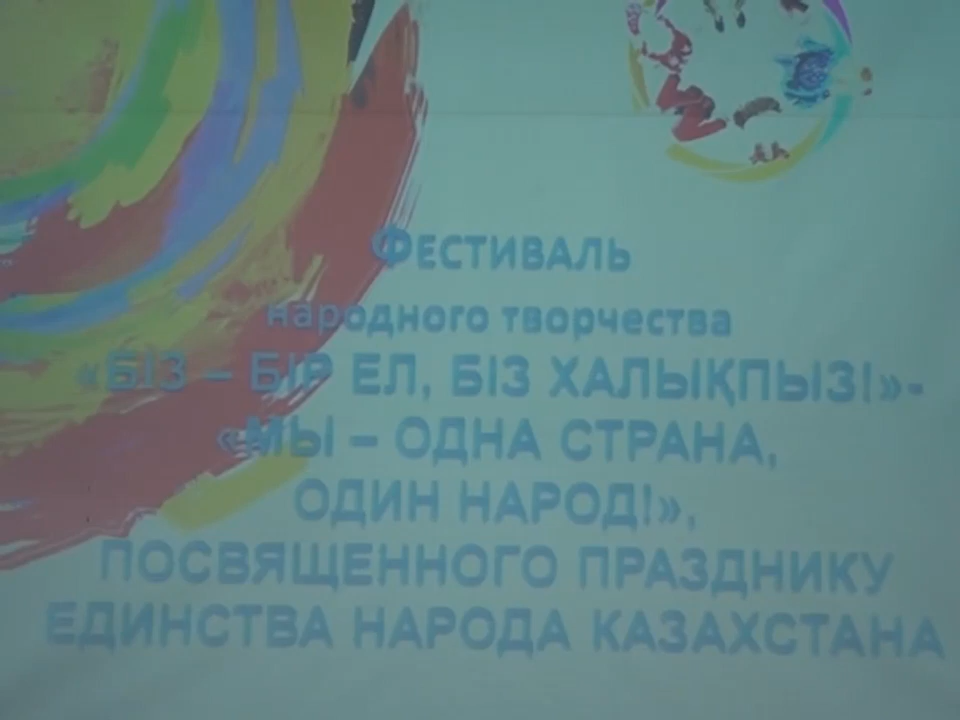 ФЕСТИВАЛЬ
народного творчества
«БІЗ – БІР ЕЛ, БІЗ ХАЛЫҚПЫЗ!»-
«МЫ – ОДНА СТРАНА,
ОДИН НАРОД!»,
ПОСВЯЩЕННОГО ПРАЗДНИКУ
ЕДИНСТВА НАРОДА КАЗАХСТАНА